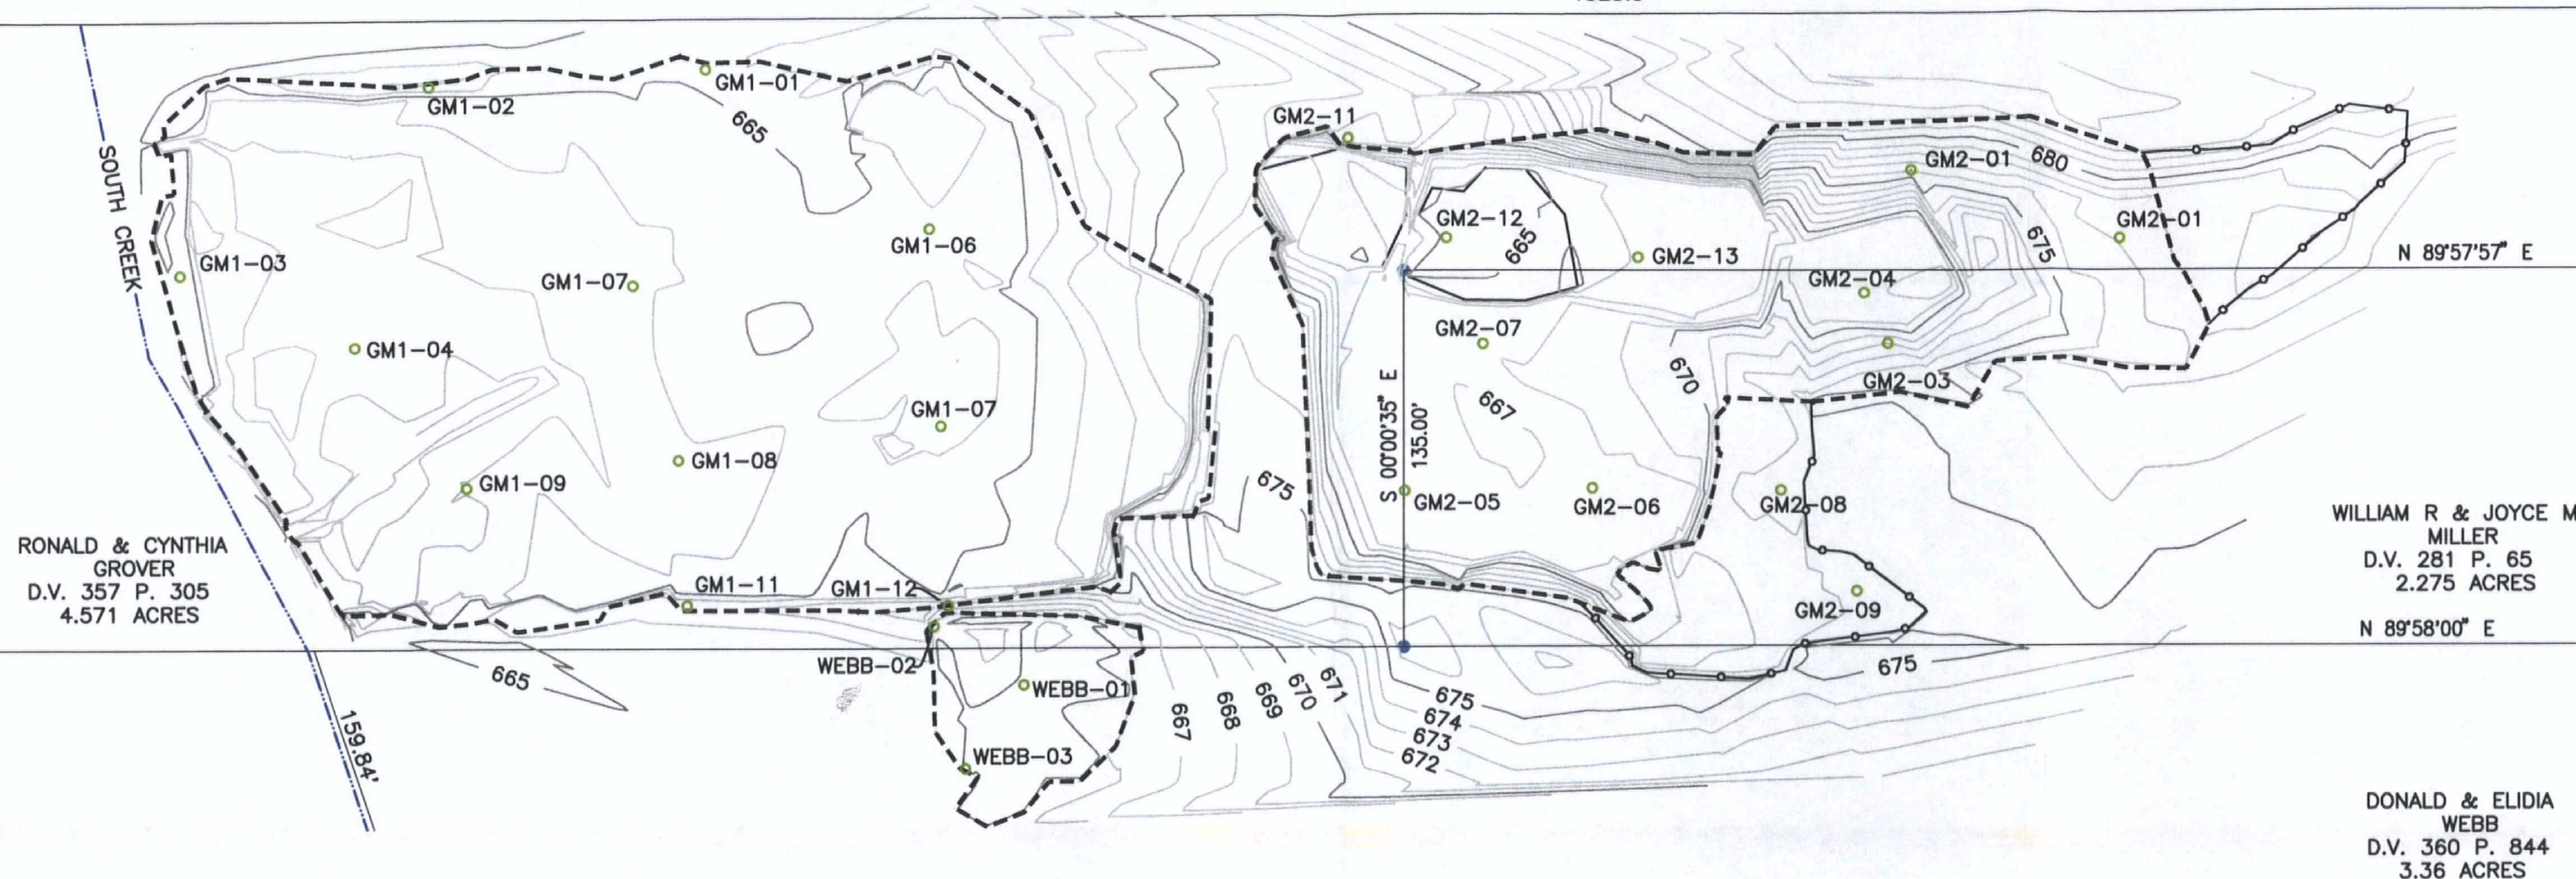 GM1-01
GM1-02
665
GM2-11
GM2-01
680
SOUTH CREEK
GM1-03
GM1-06
GM1-07
GM2-12
665
GM2-13
GM2-04
675
GM2-01
N 89°57'57" E
GM1-04
GM2-07
670
GM2-03
GM1-07
667
S 00°00'35" E
135.00'
GM1-08
GM1-09
675
GM2-05
GM2-06
GM2-08
RONALD & CYNTHIA
GROVER
D.V. 357 P. 305
4.571 ACRES
WILLIAM R & JOYCE M
MILLER
D.V. 281 P. 65
2.275 ACRES
GM1-11
GM1-12
GM2-09
N 89°58'00" E
665
WEBB-02
WEBB-01
675
159.84'
WEBB-03
667
668
669
670
671
675
674
673
672
DONALD & ELIDIA
WEBB
D.V. 360 P. 844
3.36 ACRES